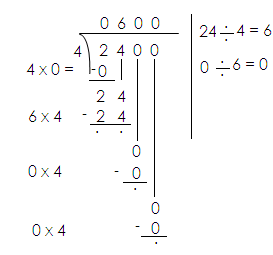 0 6 0 0
4 2 4 0 0
4 x 0 = -0
2 4
6 x 4 - 2 4
0
0 x 4 - 0
0
0 x 4 - 0
24 ÷ 4 = 6
0 ÷ 6 = 0